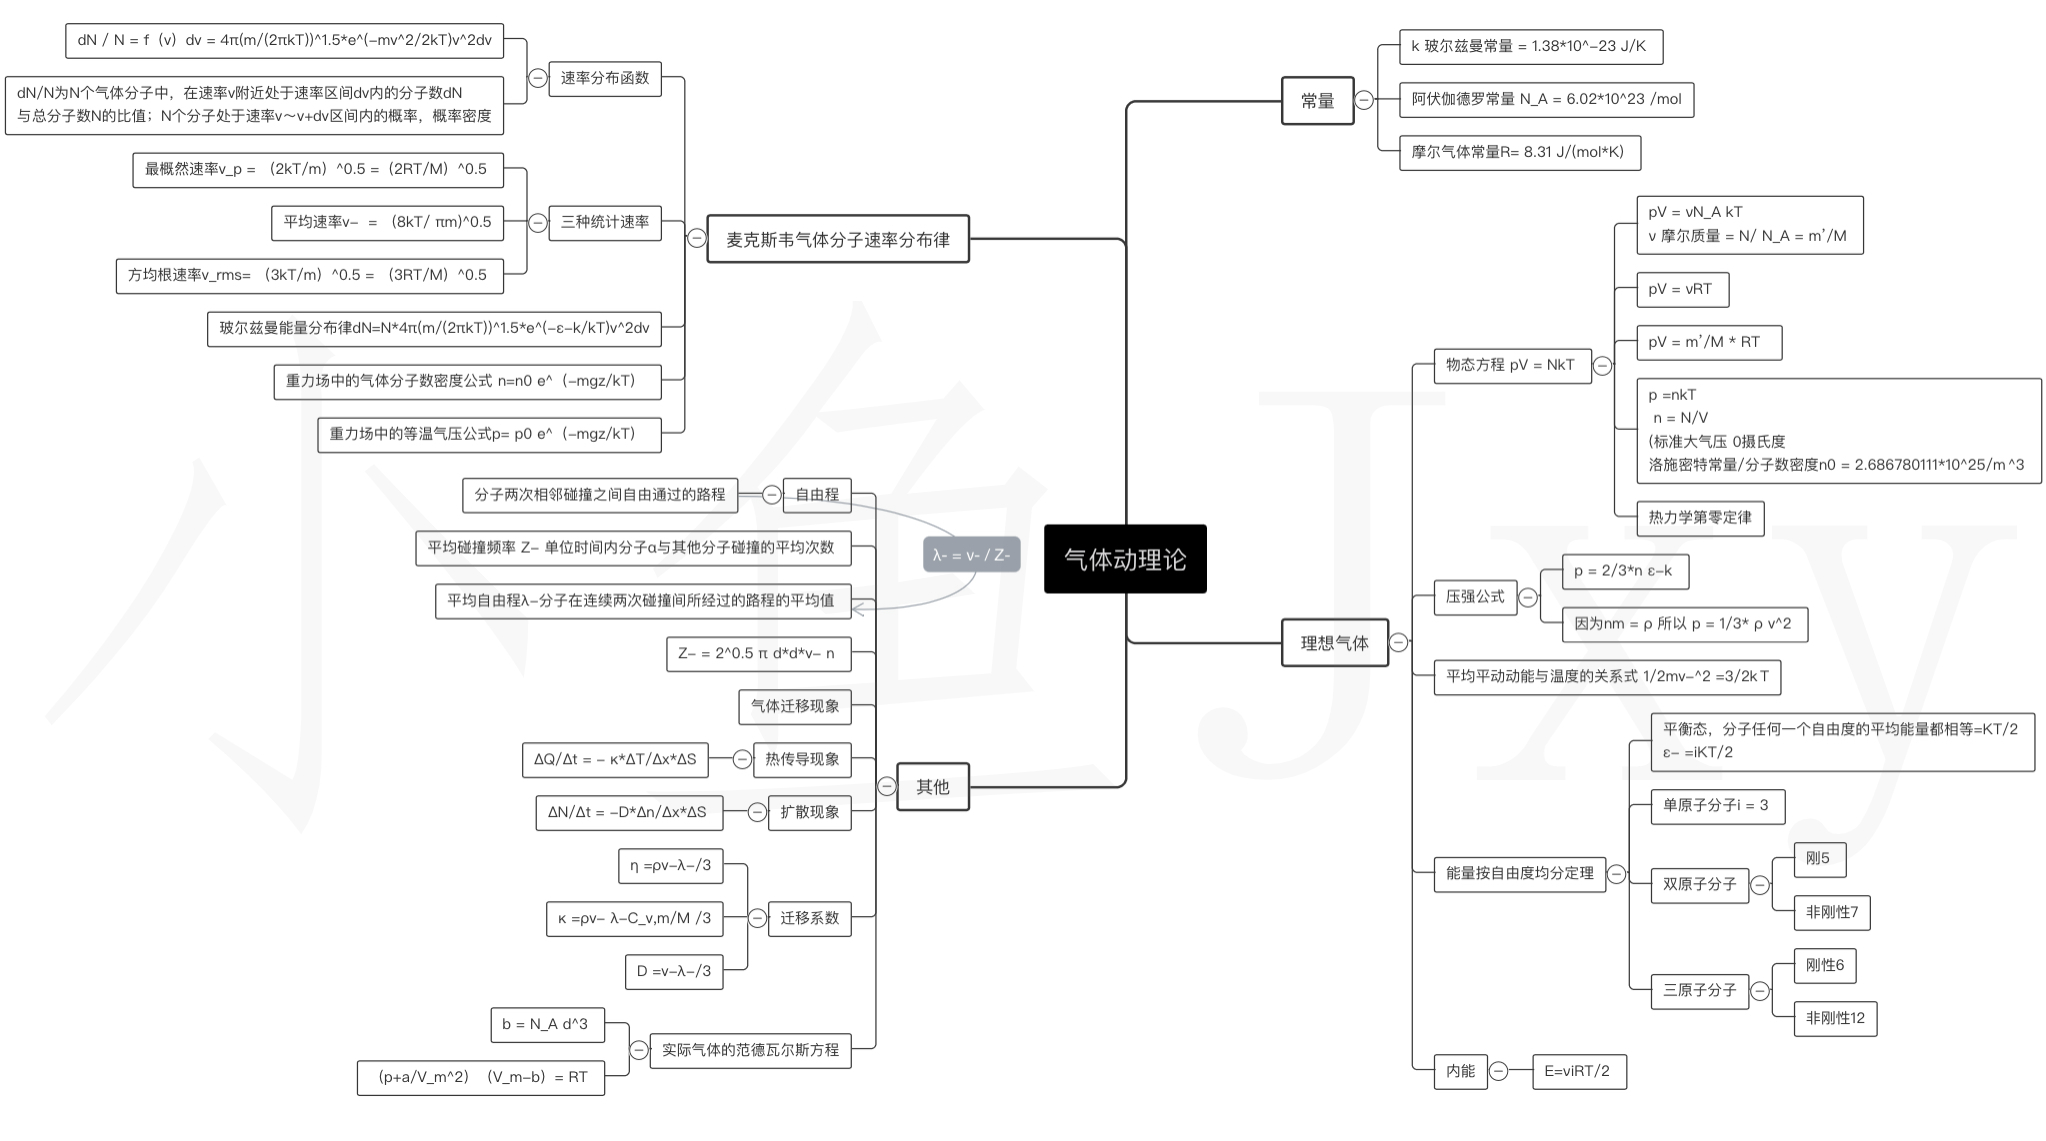 气体动理论
常量
k 玻尔兹曼常量 = 1.38*10^-23 J/K
阿伏伽德罗常量 N_A = 6.02*10^23 /mol
摩尔气体常量R= 8.31 J/(mol*K)
理想气体
物态方程 pV = NkT
pV = νN_A kT
ν 摩尔质量 = N/ N_A = m’/M
pV = νRT
pV = m’/M * RT
p =nkT
n = N/V
(标准大气压 0摄氏度
洛施密特常量/分子数密度n0 = 2.686780111*10^25/m^3
热力学第零定律
压强公式
p = 2/3*n ε-k
因为nm = ρ 所以 p = 1/3* ρ v^2
平均平动动能与温度的关系式 1/2mv-^2 =3/2kT
能量按自由度均分定理
平衡态，分子任何一个自由度的平均能量都相等=KT/2
ε- =iKT/2
单原子分子i = 3
双原子分子
刚5
非刚性7
三原子分子
刚性6
非刚性12
内能
E=νiRT/2
麦克斯韦气体分子速率分布律
速率分布函数
dN / N = f（v）dv = 4π(m/(2πkT))^1.5*e^(-mv^2/2kT)v^2dv
dN/N为N个气体分子中，在速率v附近处于速率区间dv内的分子数dN
与总分子数N的比值；N个分子处于速率v～v+dv区间内的概率，概率密度
三种统计速率
最概然速率v_p = （2kT/m）^0.5 =（2RT/M）^0.5
平均速率v- = （8kT/ πm)^0.5
方均根速率v_rms= （3kT/m）^0.5 = （3RT/M）^0.5
玻尔兹曼能量分布律dN=N*4π(m/(2πkT))^1.5*e^(-ε-k/kT)v^2dv
重力场中的气体分子数密度公式 n=n0 e^（-mgz/kT）
重力场中的等温气压公式p= p0 e^（-mgz/kT）
其他
自由程
分子两次相邻碰撞之间自由通过的路程
λ- = v- / Z-
平均碰撞频率 Z- 单位时间内分子α与其他分子碰撞的平均次数
平均自由程λ-分子在连续两次碰撞间所经过的路程的平均值
Z- = 2^0.5 π d*d*v- n
气体迁移现象
热传导现象
ΔQ/Δt = - κ*ΔT/Δx*ΔS
扩散现象
ΔN/Δt = -D*Δn/Δx*ΔS
迁移系数
η =ρv-λ-/3
κ =ρv- λ-C_v,m/M /3
D =v-λ-/3
实际气体的范德瓦尔斯方程
b = N_A d^3
（p+a/V_m^2）（V_m-b）= RT
小鱼Jxy